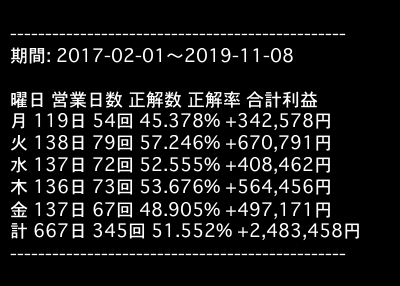 ------------------------------------------------
期間: 2017-02-01～2019-11-08
曜日 営業日数 正解数 正解率 合計利益
月 119日 54回 45.378% +342,578円
火 138日 79回 57.246% +670,791円
水 137日 72回 52.555% +408,462円
木 136日 73回 53.676% +564,456円
金 137日 67回 48.905% +497,171円
計 667日 345回 51.552% +2,483,458円
------------------------------------------------